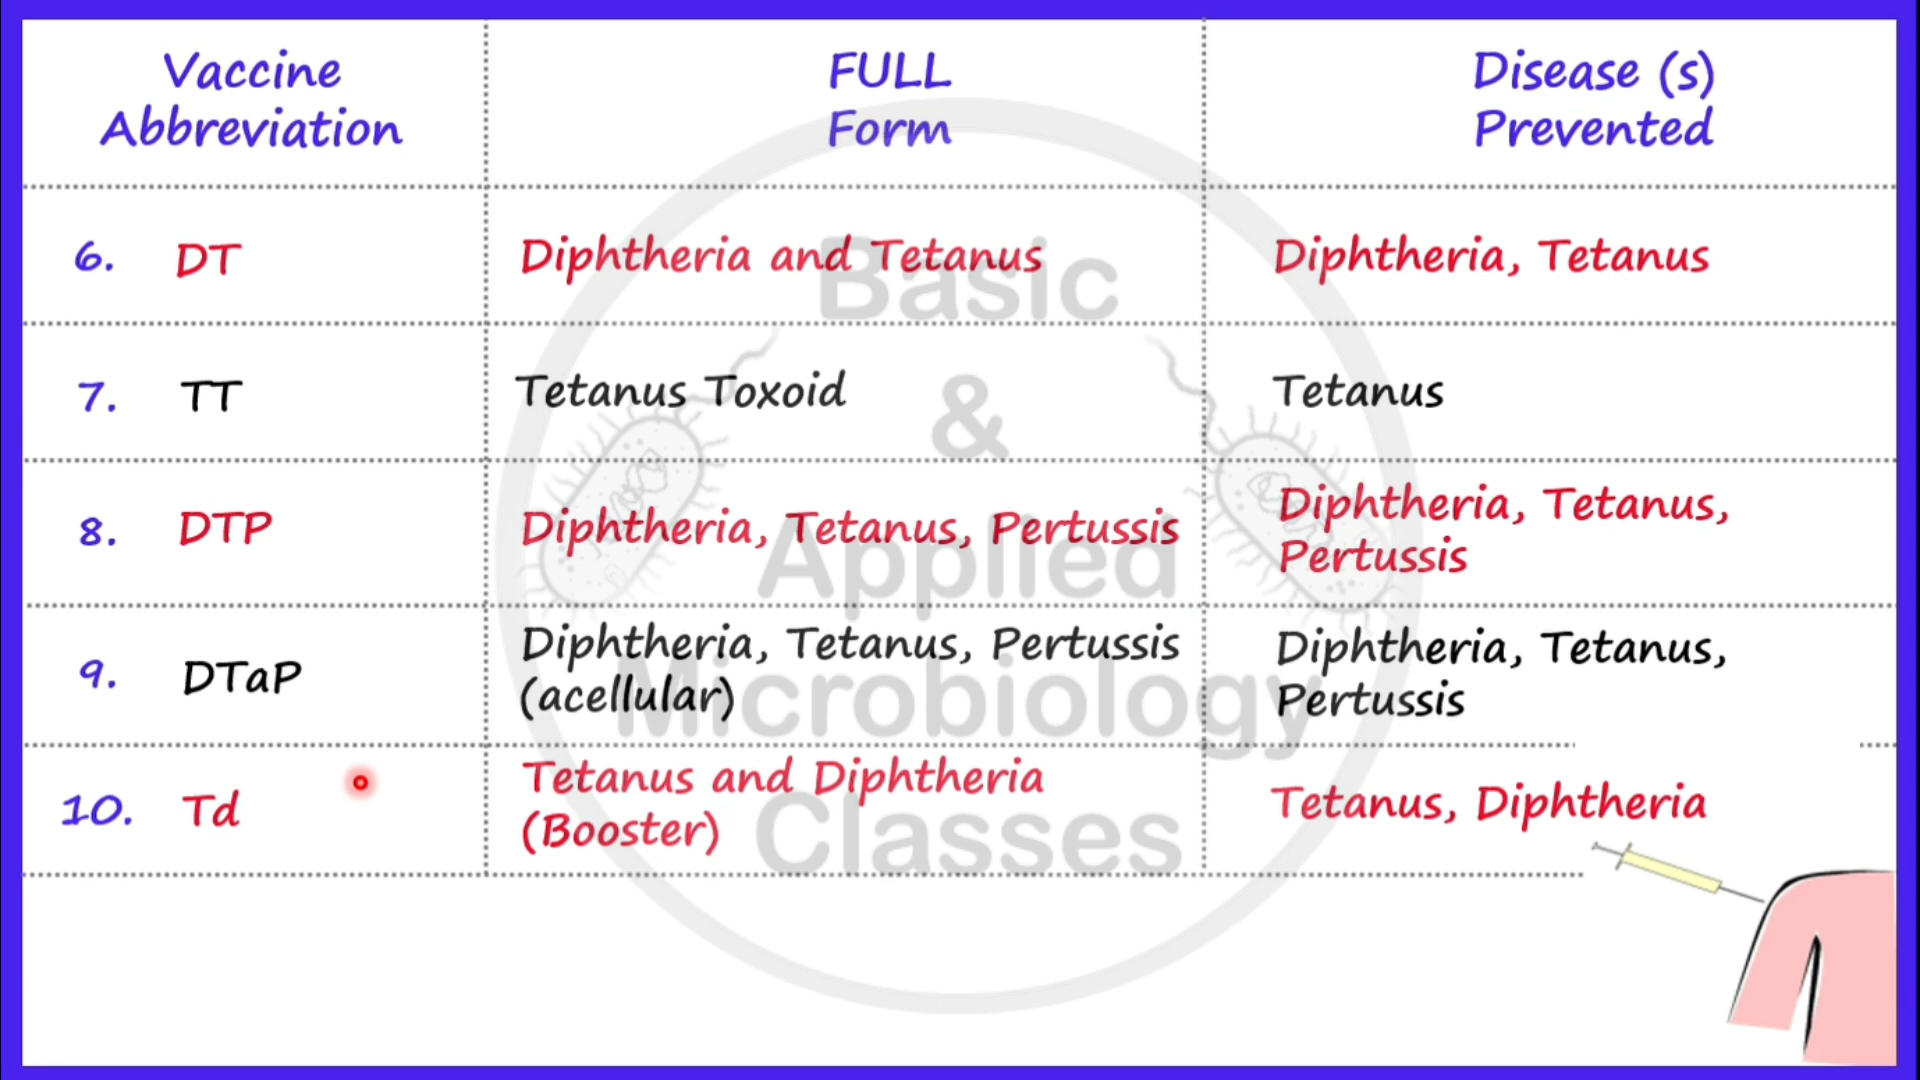 Vaccine
Abbreviation
FULL
Form
Disease (s)
Prevented
6. DT
Diphtheria and Tetanus
Diphtheria, Tetanus
7. TT
Tetanus Toxoid
Tetanus
8. DTP
Diphtheria, Tetanus, Pertussis
Diphtheria, Tetanus,
Pertussis
9. DTaP
Diphtheria, Tetanus, Pertussis
(acellular)
Diphtheria, Tetanus,
Pertussis
10. Td
Tetanus and Diphtheria
(Booster)
Tetanus, Diphtheria
Basic
&
Applied
Microbiology
Classes